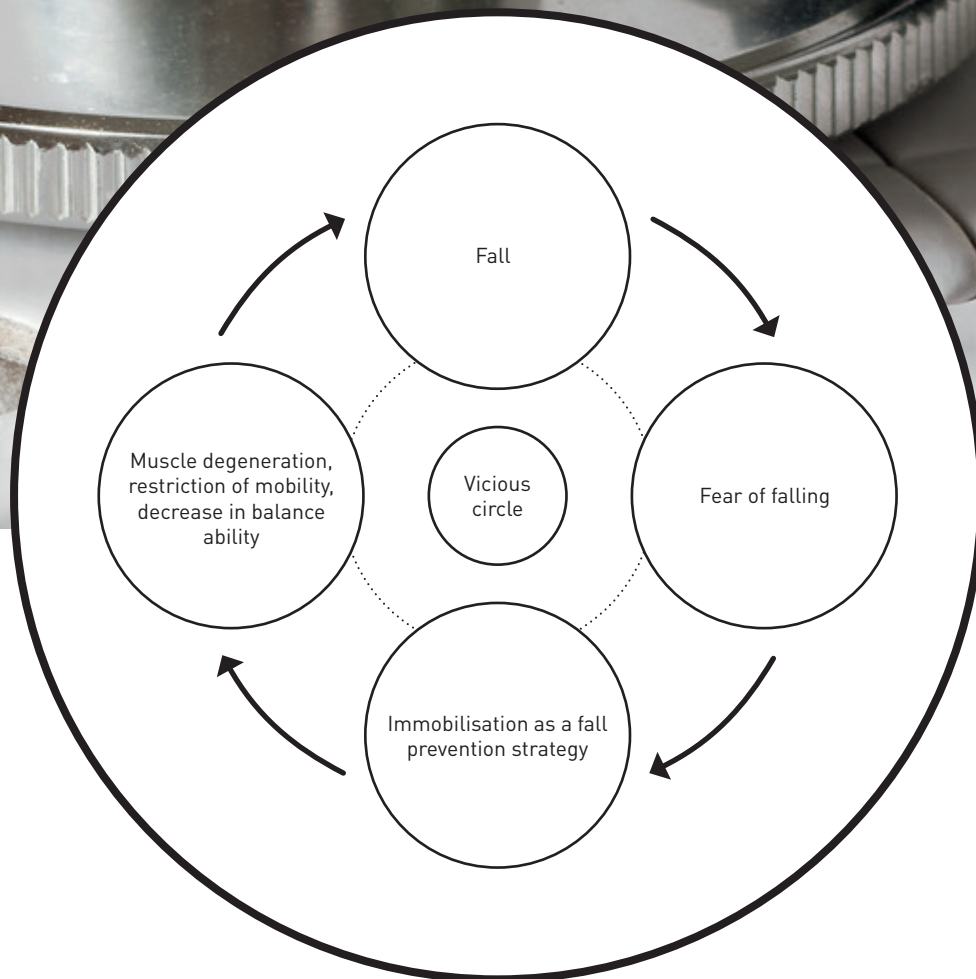 Fall
Fear of falling
Immobilisation as a fall
prevention strategy
Muscle degeneration,
restriction of mobility,
decrease in balance
ability
Vicious
circle